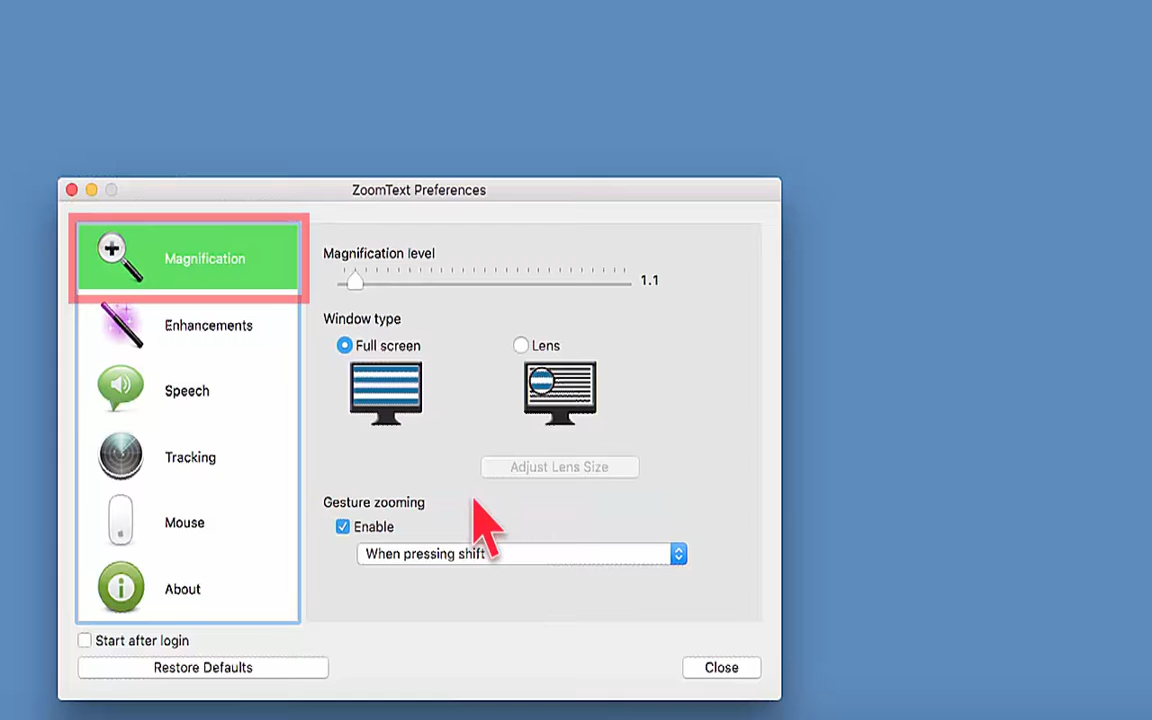 ZoomText Preferences
Magnification
Enhancements
Speech
Tracking
Mouse
About
Magnification level
1.1
Window type
Full screen
Lens
Adjust Lens Size
Gesture zooming
Enable
When pressing shift
Start after login
Restore Defaults
Close